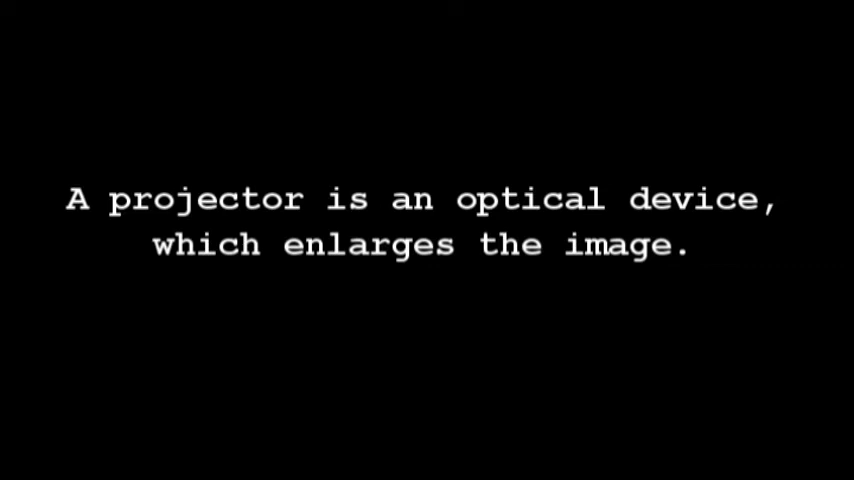 A projector is an optical device,
which enlarges the image.